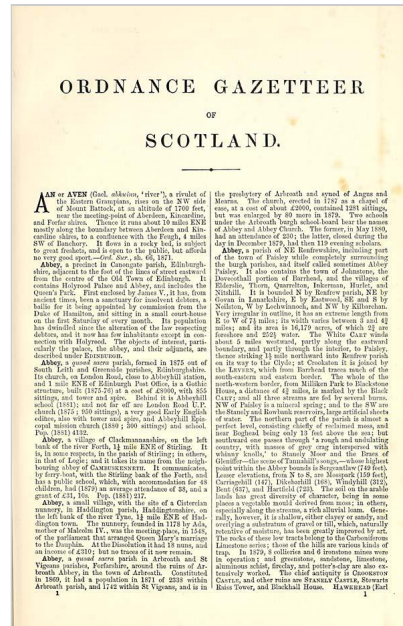 ORDNANCE GAZETTEER
OF
SCOTLAND.
AAN or AVEN (Gael. abhuinn, 'river'), a rivulet of
the Eastern Grampians, rises on the NW side
of Mount Battock, at an altitude of 1700 feet,
near the meeting-point of Aberdeen, Kincardine,
and Forfar shires. Thence it runs about 10 miles ENE
mostly along the boundary between Aberdeen and Kin-
cardine shires, to a confluence with the Feugh, 4 miles
SW of Banchory. It flows in a rocky bed, is subject
to great freshets, and is open to the public, but affords
no very good sport.—Ord. Sur., sh. 66, 1871.
Abbey, a precinct in Canongate parish, Edinburgh-
shire, adjacent to the foot of the lines of street eastward
from the centre of the Old Town of Edinburgh. It
contains Holyrood Palace and Abbey, and includes the
Queen's Park. First enclosed by James V., it has, from
ancient times, been a sanctuary for insolvent debtors, a
bailie for it being appointed by commission from the
Duke of Hamilton, and sitting in a small court-house
on the first Saturday of every month. Its population
has dwindled since the alteration of the law respecting
debtors, and it now has few inhabitants except in con-
nection with Holyrood. The objects of interest, parti-
cularly the palace, the abbey, and their adjuncts, are
described under EDINBURGH.
Abbey, a quoad sacra parish, formed in 1875 out of
South Leith and Greenside parishes, Edinburghshire.
Its church, on London Road, close to Abbeyhill station,
and 1 mile ENE of Edinburgh Post Office, is a Gothic
structure, built (1875-76) at a cost of £8000, with 855
sittings, and tower and spire. Behind it is Abbeyhill
school (1881); and not far off are London Road U.P.
church (1875; 950 sittings), a very good Early English
edifice, also with tower and spire, and Abbeyhill Epis-
copal mission church (1880; 300 sittings) and school.
Pop. (1881) 4132.
Abbey, a village of Clackmannanshire, on the left
bank of the river Forth, 1½ mile ENE of Stirling. It
is, in some respects, in the parish of Stirling; in others,
in that of Logie; and it takes its name from the neigh-
bouring abbey of CAMBUSKENNETH. It communicates,
by ferry-boat, with the Stirling bank of the Forth, and
has a public school, which, with accommodation for 48
children, had (1879) an average attendance of 38, and a
grant of £31, 10s. Pop. (1881) 217.
Abbey, a small village, with the site of a Cistercian
nunnery, in Haddington parish, Haddingtonshire, on
the left bank of the river Tyne, 1½ mile ENE of Had-
dington town. The nunnery, founded in 1178 by Ada,
mother of Malcolm IV., was the meeting-place, in 1548,
of the parliament that arranged Queen Mary's marriage
to the Dauphin. At the Dissolution it had 18 nuns, and
an income of £310; but no traces of it now remain.
Abbey, a quoad sacra parish in Arbroath and St
Vigeans parishes, Forfarshire, around the ruins of Ar-
broath Abbey, in the town of Arbroath. Constituted
in 1869, it had a population in 1871 of 2338 within
Arbroath parish, and 1742 within St Vigeans, and is in
1
the presbytery of Arbroath and synod of Angus and
Mearns. The church, erected in 1787 as a chapel of
ease, at a cost of about £2000, contained 1281 sittings,
but was enlarged by 80 more in 1879. Two schools
under the Arbroath burgh school-board bear the names
of Abbey and Abbey Church. The former, in May 1880,
had an attendance of 230; the latter, closed during the
day in December 1879, had then 119 evening scholars.
Abbey, a parish of NE Renfrewshire, including part
of the town of Paisley while completely surrounding
the burgh parishes, and itself called sometimes Abbey
Paisley. It also contains the town of Johnstone, the
Levernholt portion of Barrhead, and the villages of
Elderslie, Thorn, Quarrelton, Inkerman, Hurlet, and
Nitshill. It is bounded N by Renfrew parish, NE by
Govan in Lanarkshire, E by Eastwood, SE and S by
Neilston, W by Lochwinnoch, and NW by Kilbarchan.
Very irregular in outline, it has an extreme length from
E to W of 7½ miles; its width varies between 3 and 4½
miles; and its area is 16,179 acres, of which 22 are
foreshore and 252½ water. The White Cart winds
about 5 miles westward, partly along the eastern
boundary, and partly through the interior, to Paisley,
thence striking 1½ mile northward into Renfrew parish
on its way to the Clyde; at Crookston it is joined by
the LEVERN, which from Barrhead traces much of the
south-eastern and eastern border. The whole of the
north-western border, from Milliken Park to Blackstone
House, a distance of 4½ miles, is marked by the Black
CART; and all three streams are fed by several burns.
NW of Paisley is a mineral spring; and to the SW are
the Stanely and Rowbank reservoirs, large artificial sheets
of water. The northern part of the parish is almost a
perfect level, consisting chiefly of reclaimed moss, and
near Boghead being only 13 feet above the sea; but
southward one passes through 'a rough and undulating
country, with masses of grey crag interspersed with
whinny knolls,' to Stanely Moor and the Braes of
Gleniffer—the scene of Tannahill's songs,—whose highest
point within the Abbey bounds is Sergeantlaw (749 feet).
Lesser elevations, from N to S, are Mosspark (159 feet),
Carriagehill (147), Dikebarhill (168), Windyhill (312),
Bent (637), and Hartfield (723). The soil on the arable
lands has great diversity of character, being in some
places a vegetable mould derived from moss; in others,
especially along the streams, a rich alluvial loam. Gene-
rally, however, it is shallow, either clayey or sandy, and
overlying a substratum of gravel or till, which, naturally
retentive of moisture, has been greatly improved by art.
The rocks of these low tracts belong to the Carboniferous
Limestone series; those of the hills are various kinds of
trap. In 1879, 8 collieries and 6 ironstone mines were
in operation; and greenstone, sandstone, limestone,
aluminous schist, fireclay, and potter's-clay are also ex-
tensively worked. The chief antiquity is CROOKSTON
CASTLE, and other ruins are STANELY CASTLE, Stewarts
Raiss Tower, and Blackhall House. HAWKHEAD (Earl
1